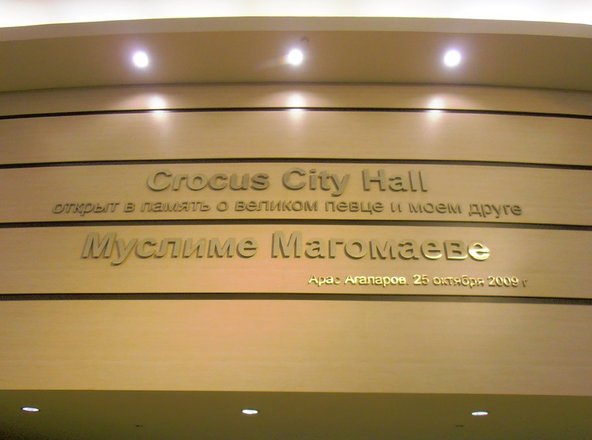 Crocus City Hall
открыт в память о великом певце и моем друге
Муслиме Магомаеве
Арас Агаларов. 25 октября 2009 г